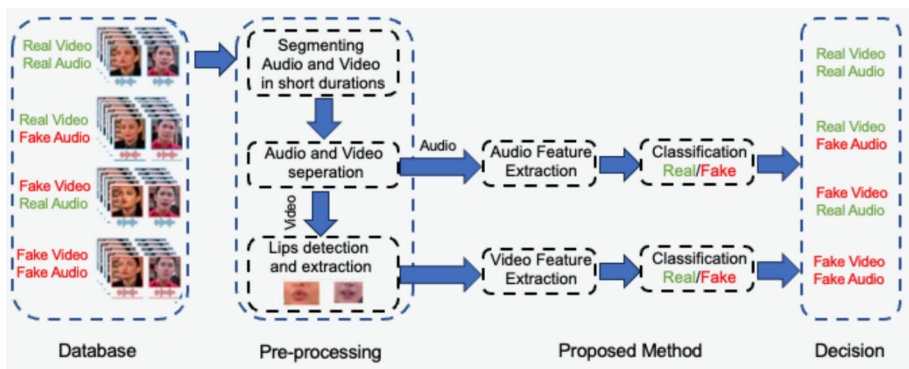 Real Video
Real Audio
Real Video
Fake Audio
Fake Video
Real Audio
Fake Video
Fake Audio
Database
Segmenting
Audio and Video
in short durations
Audio and Video
seperation
Video
Lips detection
and extraction
Pre-processing
Audio
Audio Feature
Extraction
Classification
Real/Fake
Video Feature
Extraction
Classification
Real/Fake
Proposed Method
Real Video
Real Audio
Real Video
Fake Audio
Fake Video
Real Audio
Fake Video
Fake Audio
Decision